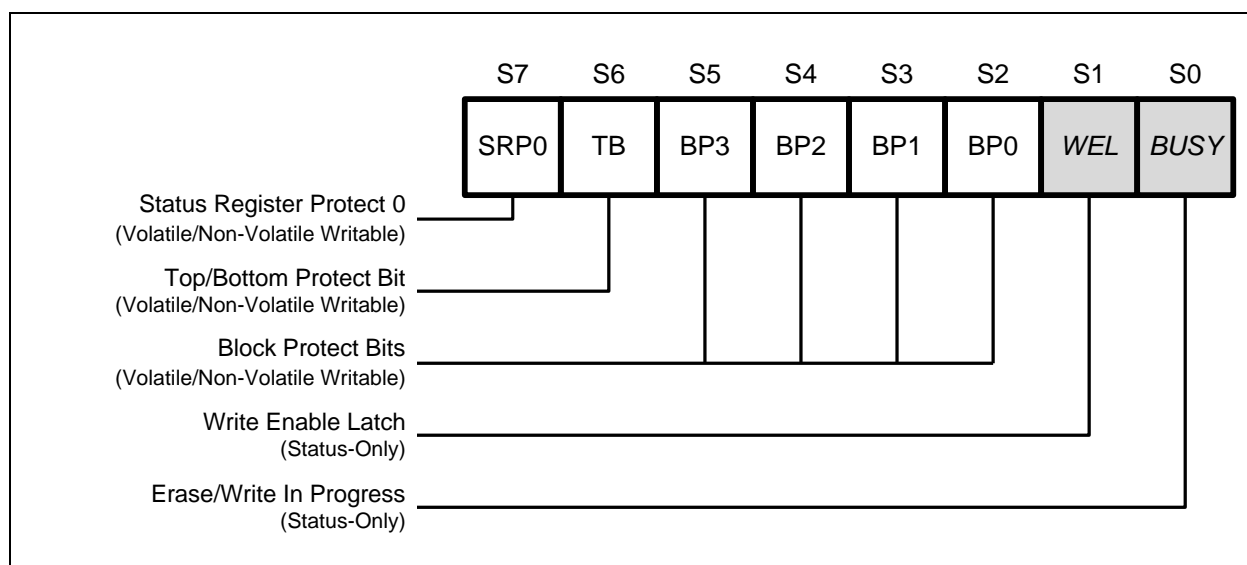 S7 S6 S5 S4 S3 S2 S1 S0
SRP0 TB BP3 BP2 BP1 BP0 WEL BUSY
Status Register Protect 0
(Volatile/Non-Volatile Writable)
Top/Bottom Protect Bit
(Volatile/Non-Volatile Writable)
Block Protect Bits
(Volatile/Non-Volatile Writable)
Write Enable Latch
(Status-Only)
Erase/Write In Progress
(Status-Only)